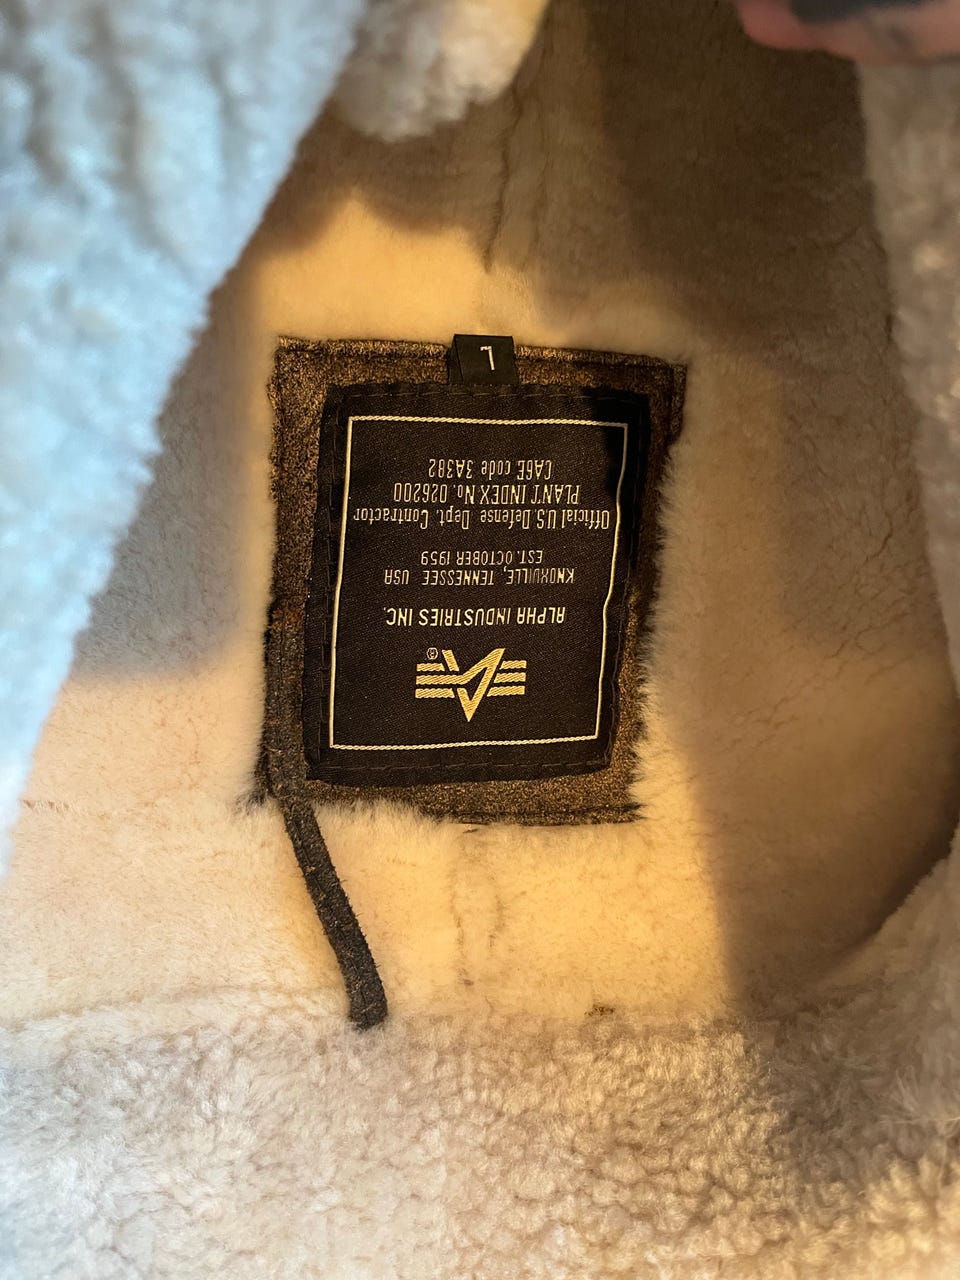 ALPHA INDUSTRIES INC.
KNOXVILLE, TENNESSEE USA
EST. OCTOBER 1959
Official U.S. Defense Dept. Contractor
PLANT INDEX No. 026200
CAGE code 3A382
L